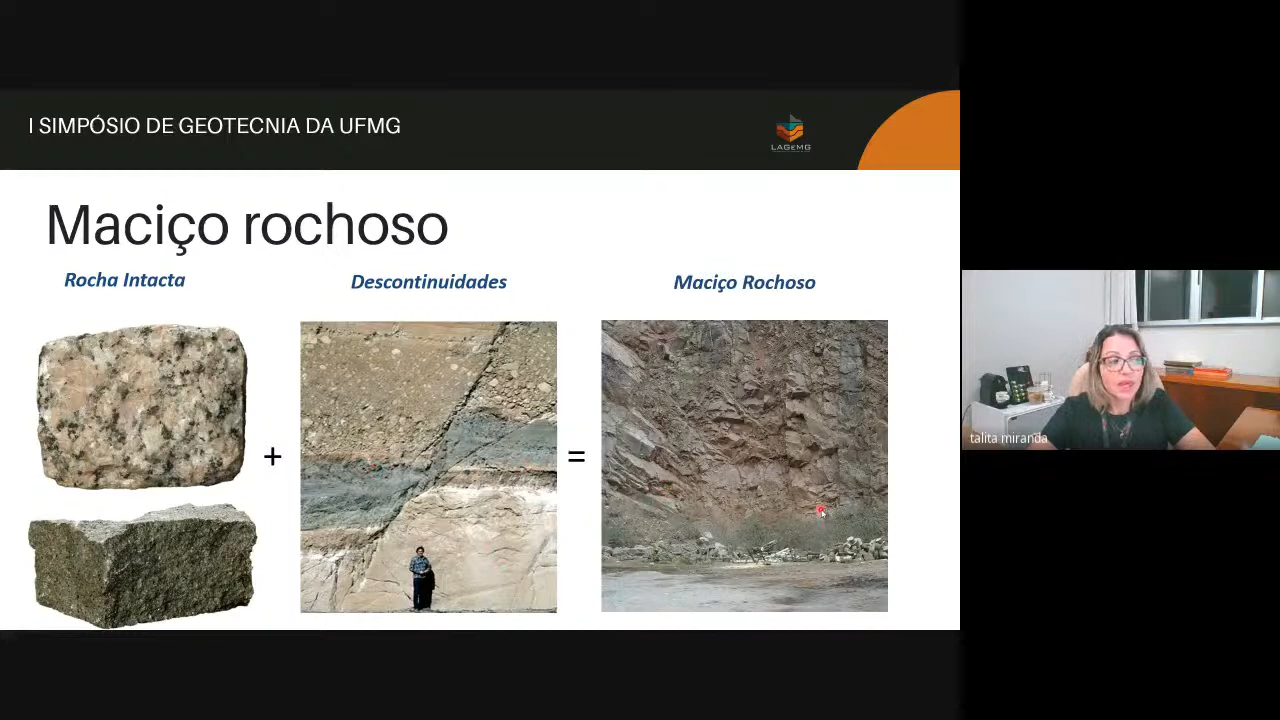 I SIMPÓSIO DE GEOTECNIA DA UFMG
LAGEMG
Maciço rochoso
Rocha Intacta
Descontinuidades
Maciço Rochoso
+
=
talita miranda